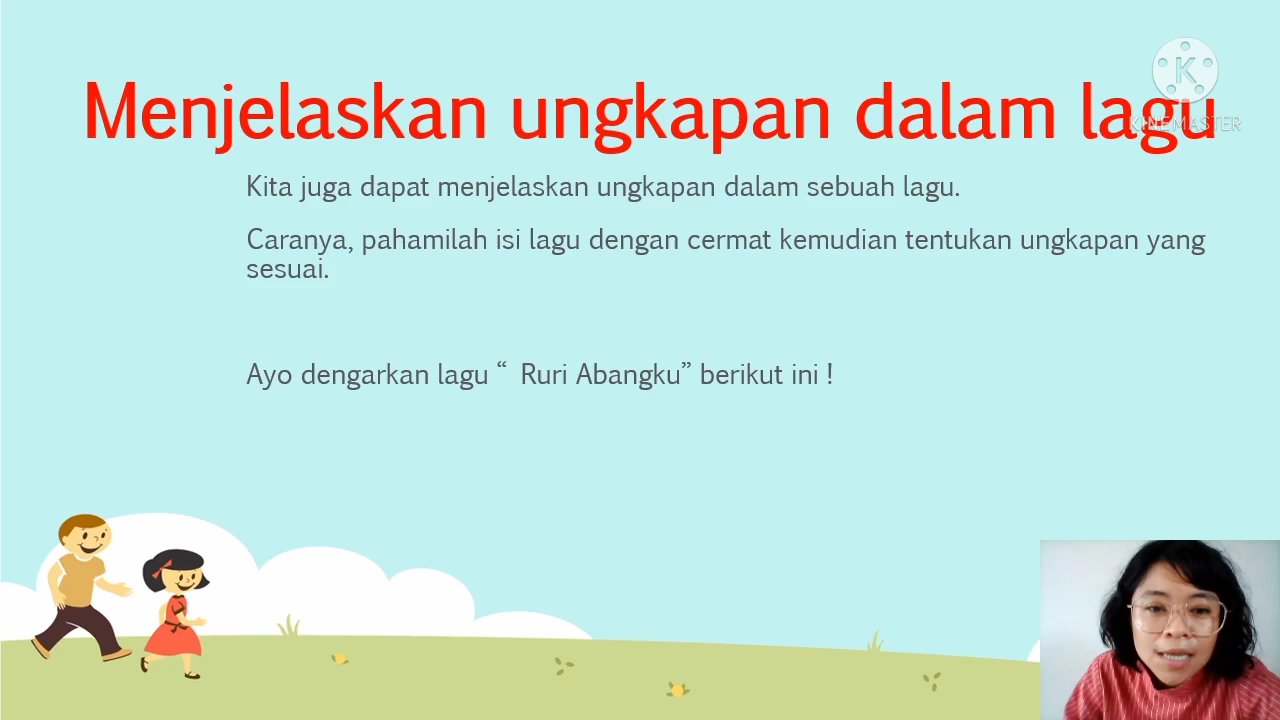 Menjelaskan ungkapan dalam lagu
K
KINEMASTER
Kita juga dapat menjelaskan ungkapan dalam sebuah lagu.
Caranya, pahamilah isi lagu dengan cermat kemudian tentukan ungkapan yang
sesuai.
Ayo dengarkan lagu “ Ruri Abangku” berikut ini !